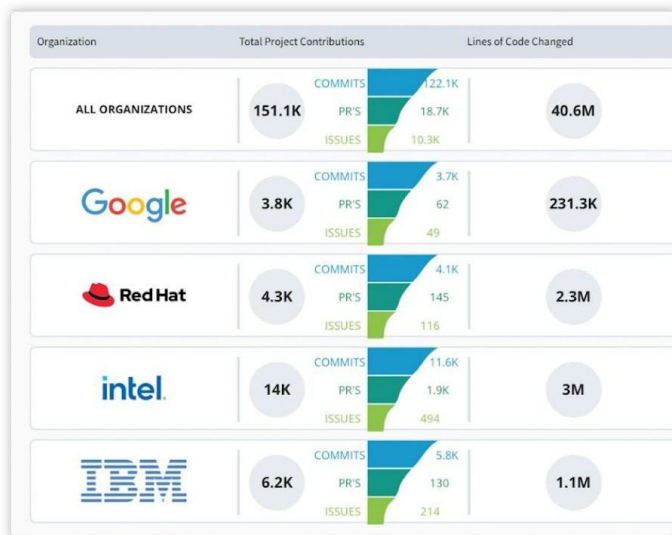 Organization Total Project Contributions Lines of Code Changed
COMMITS 122.1K
ALL ORGANIZATIONS 151.1K PR'S 18.7K 40.6M
ISSUES 10.3K
COMMITS 3.7K
Google 3.8K PR'S 62 231.3K
ISSUES 49
COMMITS 4.1K
Red Hat 4.3K PR'S 145 2.3M
ISSUES 116
COMMITS 11.6K
intel. 14K PR'S 1.9K 3M
ISSUES 494
COMMITS 5.8K
IBM 6.2K PR'S 130 1.1M
ISSUES 214